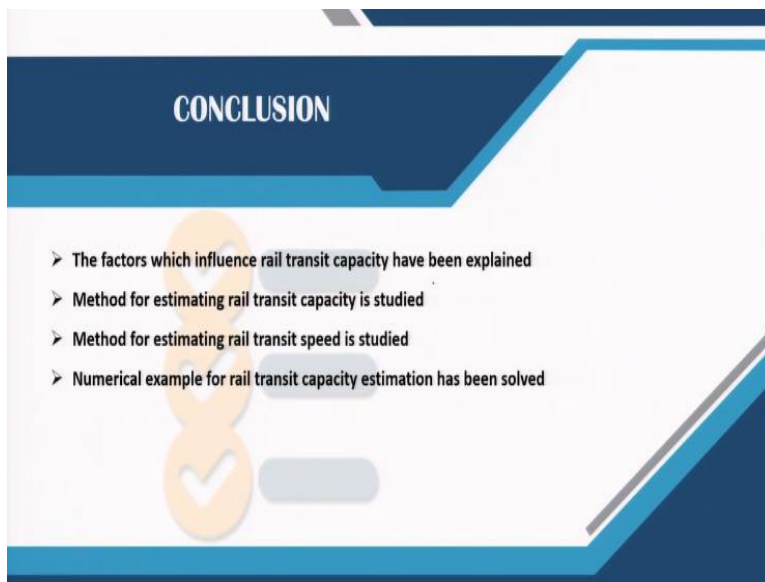 CONCLUSION
➢ The factors which influence rail transit capacity have been explained
➢ Method for estimating rail transit capacity is studied
➢ Method for estimating rail transit speed is studied
➢ Numerical example for rail transit capacity estimation has been solved